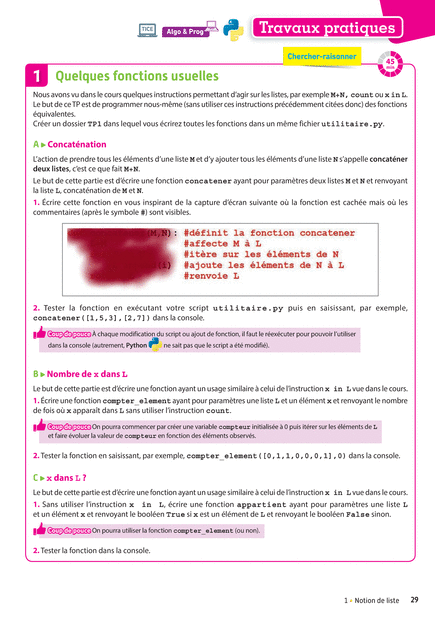 TICE
Algo & Prog
Travaux pratiques
Chercher-raisonner
45
min
1 Quelques fonctions usuelles
Nous avons vu dans le cours quelques instructions permettant d'agir sur les listes, par exemple M+N, count ou x in L.
Le but de ce TP est de programmer nous-même (sans utiliser ces instructions précédemment citées donc) des fonctions
équivalentes.
Créer un dossier TP1 dans lequel vous écrirez toutes les fonctions dans un même fichier utilitaire.py.
A ▶ Concaténation
L'action de prendre tous les éléments d'une liste M et d'y ajouter tous les éléments d'une liste N s'appelle concaténer
deux listes, c'est ce que fait M+N.
Le but de cette partie est d'écrire une fonction concatener ayant pour paramètres deux listes M et N et renvoyant
la liste L, concaténation de M et N.
1. Écrire cette fonction en vous inspirant de la capture d'écran suivante où la fonction est cachée mais où les
commentaires (après le symbole #) sont visibles.
(M,N): #définit la fonction concatener
#affecte M à L
#itère sur les éléments de N
(i) #ajoute les éléments de N à L
#renvoie L
2. Tester la fonction en exécutant votre script utilitaire.py puis en saisissant, par exemple,
concatener([1,5,3],[2,7]) dans la console.
Coup de pouce À chaque modification du script ou ajout de fonction, il faut le réexécuter pour pouvoir l'utiliser
dans la console (autrement, Python ne sait pas que le script a été modifié).
B ▶ Nombre de x dans L
Le but de cette partie est d'écrire une fonction ayant un usage similaire à celui de l'instruction x in L vue dans le cours.
1. Écrire une fonction compter_element ayant pour paramètres une liste L et un élément x et renvoyant le nombre
de fois où x apparaît dans L sans utiliser l'instruction count.
Coup de pouce On pourra commencer par créer une variable compteur initialisée à 0 puis itérer sur les éléments de L
et faire évoluer la valeur de compteur en fonction des éléments observés.
2. Tester la fonction en saisissant, par exemple, compter_element([0,1,1,0,0,0,1],0) dans la console.
C ▶ x dans L ?
Le but de cette partie est d'écrire une fonction ayant un usage similaire à celui de l'instruction x in L vue dans le cours.
1. Sans utiliser l'instruction x in L, écrire une fonction appartient ayant pour paramètres une liste L
et un élément x et renvoyant le booléen True si x est un élément de L et renvoyant le booléen False sinon.
Coup de pouce On pourra utiliser la fonction compter_element (ou non).
2. Tester la fonction dans la console.
1 • Notion de liste 29